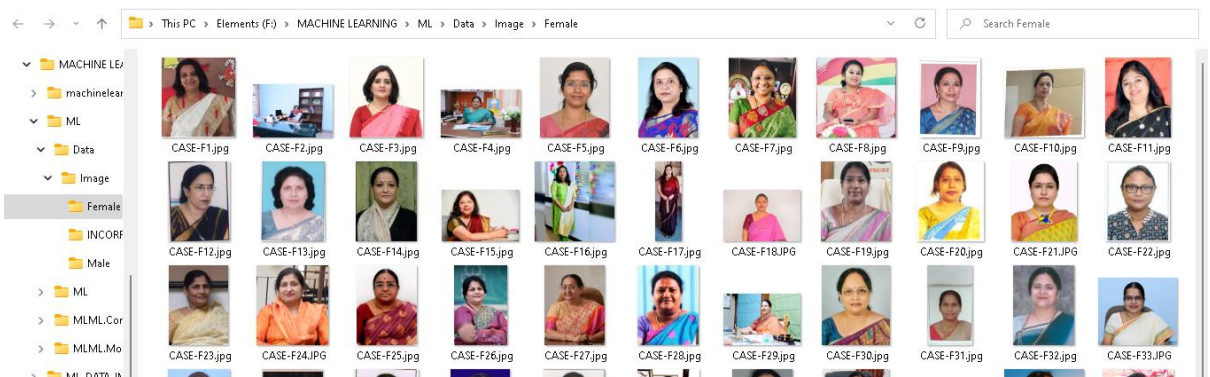 This PC > Elements (F:) > MACHINE LEARNING > ML > Data > Image > Female
Search Female
MACHINE LEA
machinelear
ML
Data
Image
Female
INCORF
Male
ML
MLML.Cor
MLML.Mo
CASE-F1.jpg CASE-F2.jpg CASE-F3.jpg CASE-F4.jpg CASE-F5.jpg CASE-F6.jpg CASE-F7.jpg CASE-F8.jpg CASE-F9.jpg CASE-F10.jpg CASE-F11.jpg
CASE-F12.jpg CASE-F13.jpg CASE-F14.jpg CASE-F15.jpg CASE-F16.jpg CASE-F17.jpg CASE-F18.JPG CASE-F19.jpg CASE-F20.jpg CASE-F21.JPG CASE-F22.jpg
CASE-F23.jpg CASE-F24.JPG CASE-F25.jpg CASE-F26.jpg CASE-F27.jpg CASE-F28.jpg CASE-F29.jpg CASE-F30.jpg CASE-F31.jpg CASE-F32.jpg CASE-F33.JPG